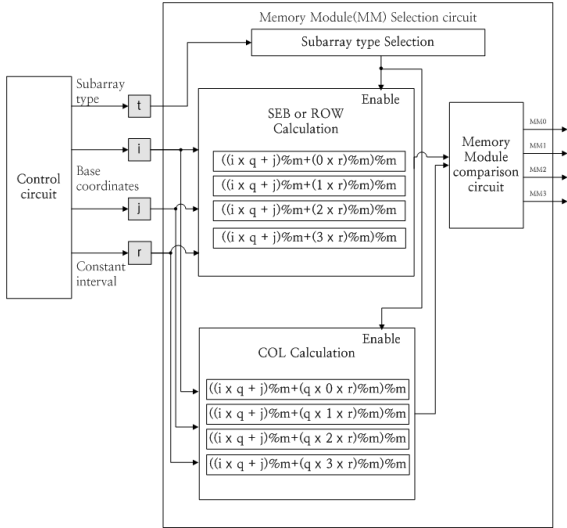 Memory Module(MM) Selection circuit
Subarray type Selection
Control
circuit
Subarray
type
t
i
Base
coordinates
j
r
Constant
interval
Enable
SEB or ROW
Calculation
((i x q + j)%m+(0 x r)%m)%m
((i x q + j)%m+(1 x r)%m)%m
((i x q + j)%m+(2 x r)%m)%m
((i x q + j)%m+(3 x r)%m)%m
Memory
Module
comparison
circuit
MM0
MM1
MM2
MM3
Enable
COL Calculation
((i x q + j)%m+(q x 0 x r)%m)%m
((i x q + j)%m+(q x 1 x r)%m)%m
((i x q + j)%m+(q x 2 x r)%m)%m
((i x q + j)%m+(q x 3 x r)%m)%m